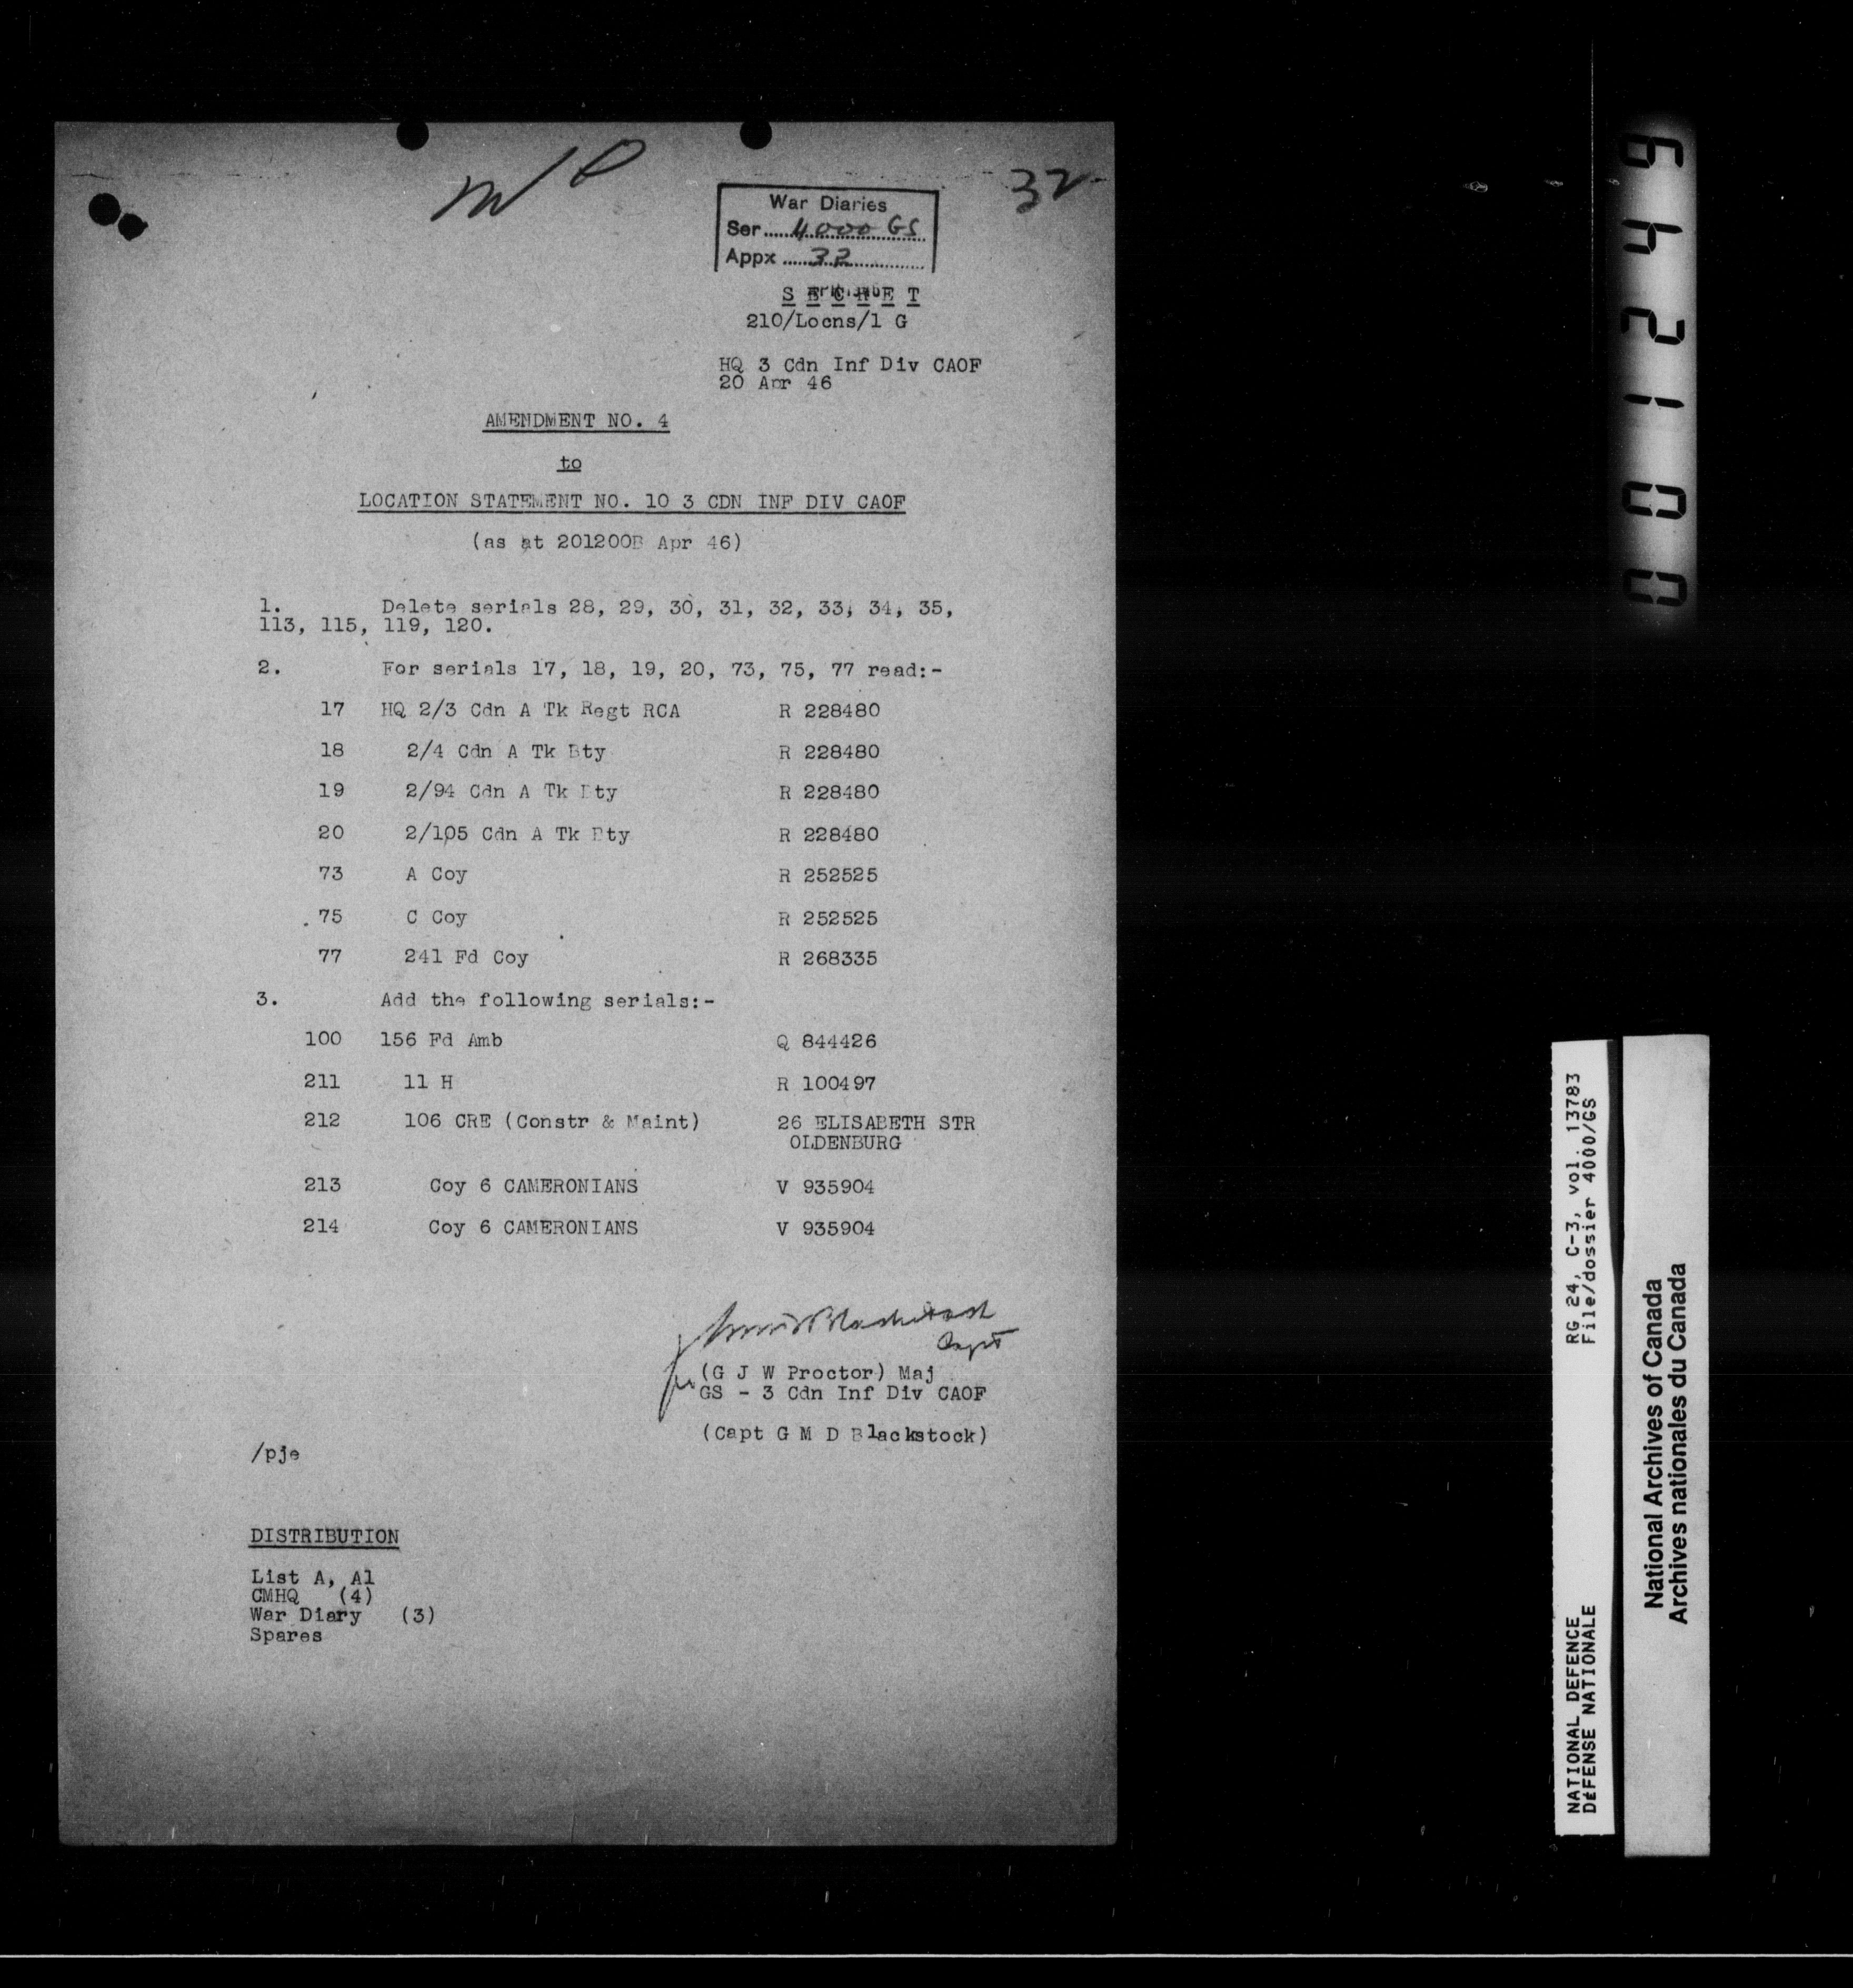 32
War Diaries
Ser ..... 4000 GS
Appx ..... 32
S E C R E T
210/Locns/1 G
HQ 3 Cdn Inf Div CAOF
20 Apr 46
AMENDMENT NO. 4
to
LOCATION STATEMENT NO. 10 3 CDN INF DIV CAOF
(as at 201200B Apr 46)
1. Delete serials 28, 29, 30, 31, 32, 33, 34, 35,
113, 115, 119, 120.
2. For serials 17, 18, 19, 20, 73, 75, 77 read:-
17 HQ 2/3 Cdn A Tk Regt RCA R 228480
18 2/4 Cdn A Tk Bty R 228480
19 2/94 Cdn A Tk Bty R 228480
20 2/105 Cdn A Tk Bty R 228480
73 A Coy R 252525
75 C Coy R 252525
77 241 Fd Coy R 268335
3. Add the following serials:-
100 156 Fd Amb Q 844426
211 11 H R 100497
212 106 CRE (Constr & Maint) 26 ELISABETH STR
OLDENBURG
213 Coy 6 CAMERONIANS V 935904
214 Coy 6 CAMERONIANS V 935904
Capt
for (G J W Proctor) Maj
GS - 3 Cdn Inf Div CAOF
(Capt G M D Blackstock)
/pje
DISTRIBUTION
List A, A1
CMHQ (4)
War Diary (3)
Spares
001249
RG 24, C-3, vol. 13783
File/dossier 4000/GS
NATIONAL DEFENCE
DÉFENSE NATIONALE
National Archives of Canada
Archives nationales du Canada